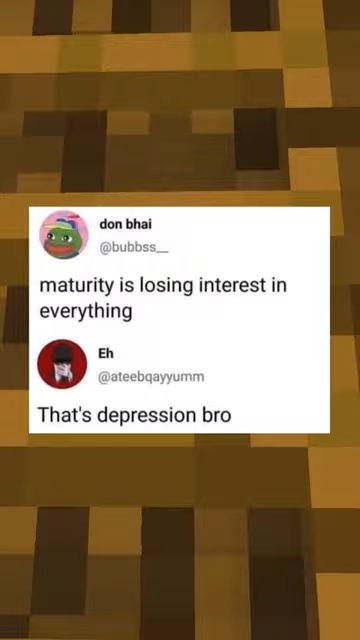 don bhai
@bubbss__
maturity is losing interest in
everything
Eh
@ateebqayyumm
That's depression bro